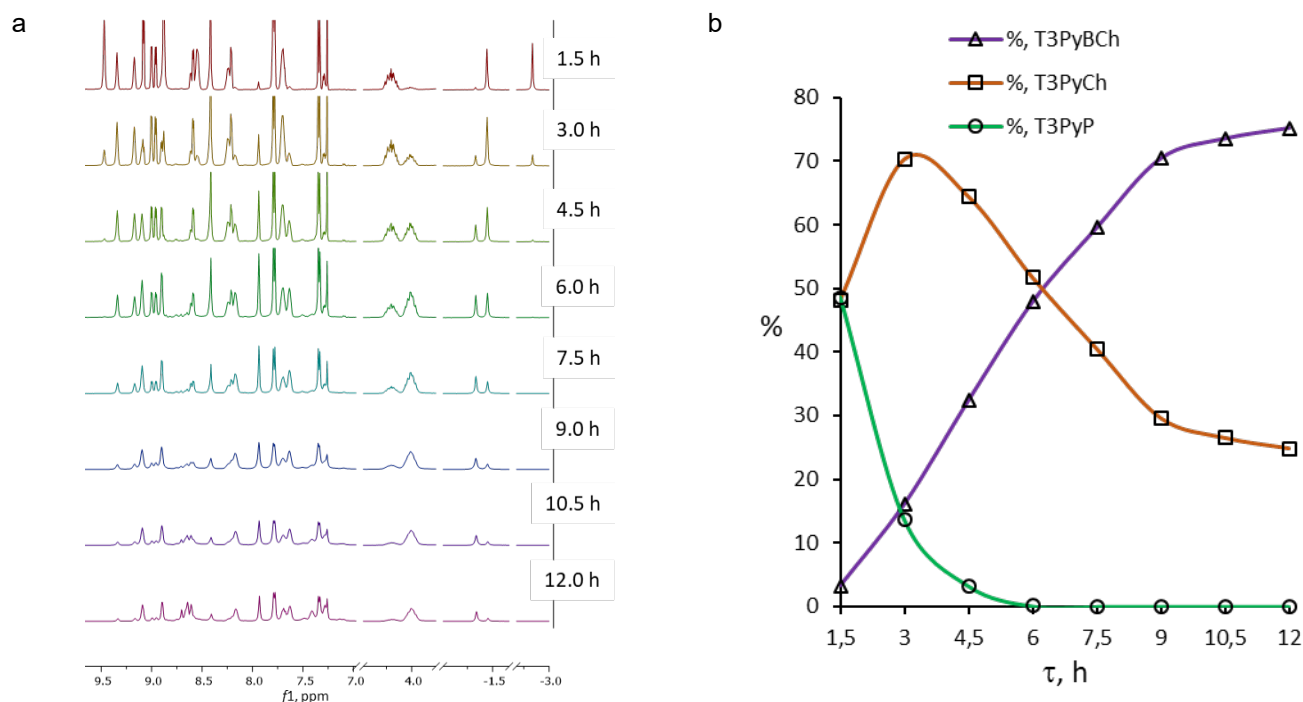 a
1.5 h
3.0 h
4.5 h
6.0 h
7.5 h
9.0 h
10.5 h
12.0 h
9.5 9.0 8.5 8.0 7.5 7.0 4.0 -1.5 -3.0
f1, ppm
b
%, T3PyBCh
%, T3PyCh
%, T3PyP
80
70
60
50
40
30
20
10
0
%
1,5 3 4,5 6 7,5 9 10,5 12
τ, h